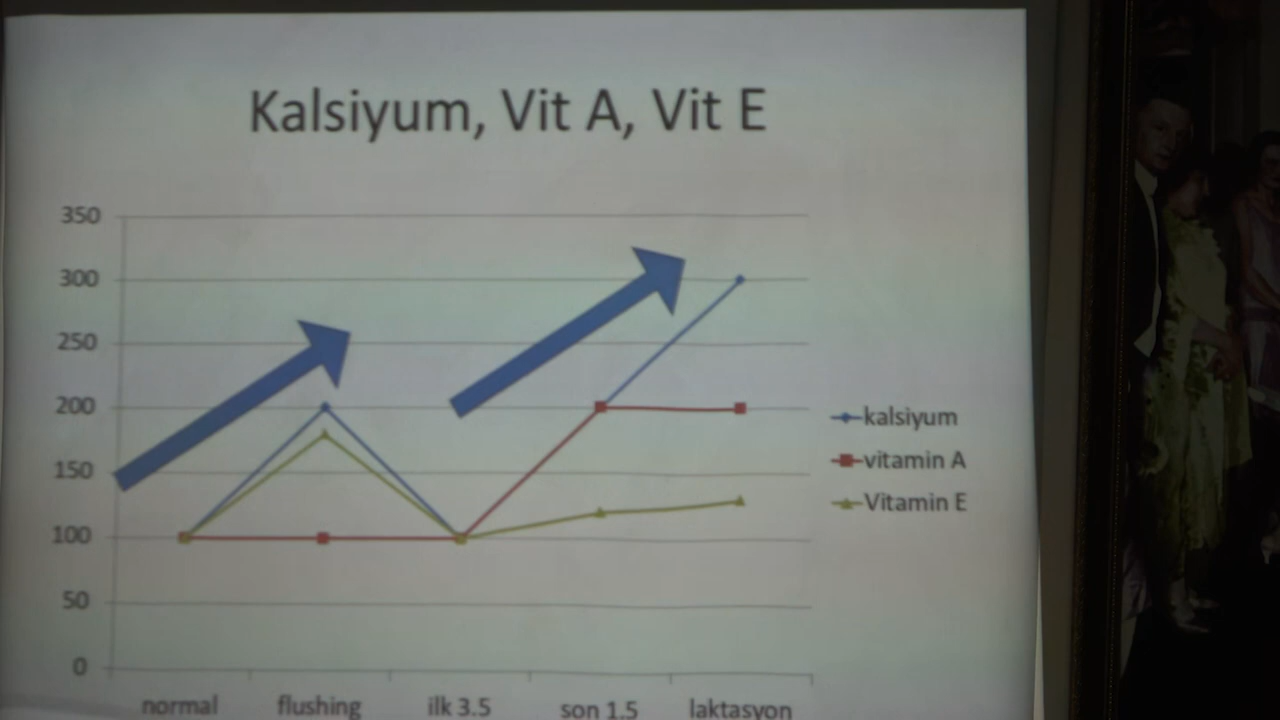 Kalsiyum, Vit A, Vit E
350
300
250
200
150
100
50
0
normal flushing ilk 3.5 son 1.5 laktasyon
kalsiyum
vitamin A
Vitamin E